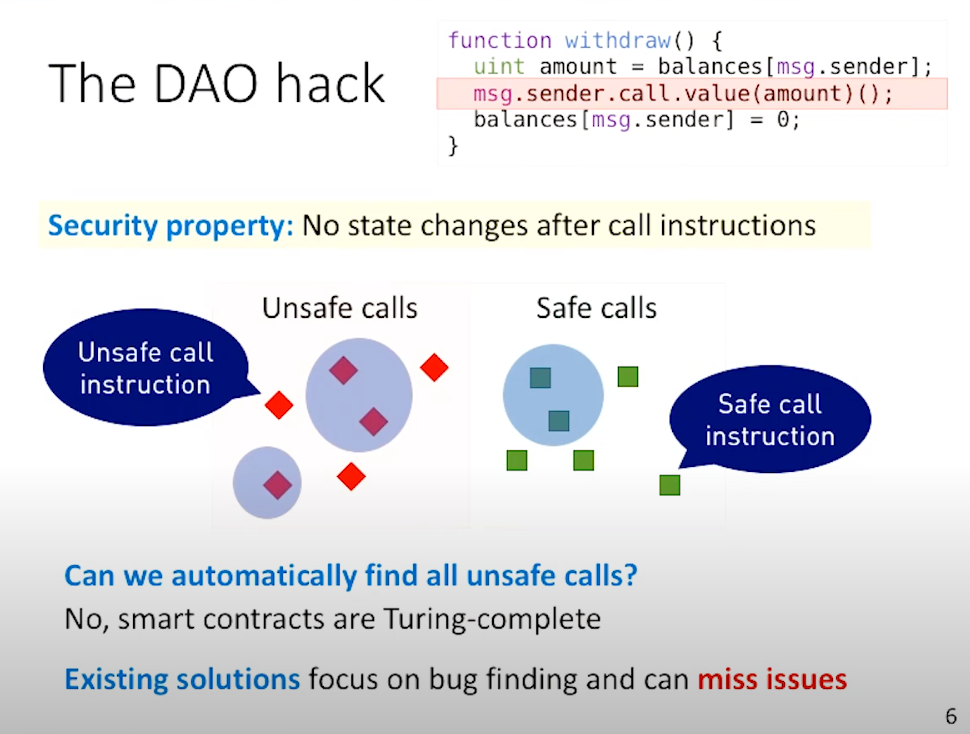 The DAO hack
function withdraw() {
uint amount = balances[msg.sender];
msg.sender.call.value(amount)();
balances[msg.sender] = 0;
}
Security property: No state changes after call instructions
Unsafe calls
Safe calls
Unsafe call
instruction
Safe call
instruction
Can we automatically find all unsafe calls?
No, smart contracts are Turing-complete
Existing solutions focus on bug finding and can miss issues
6